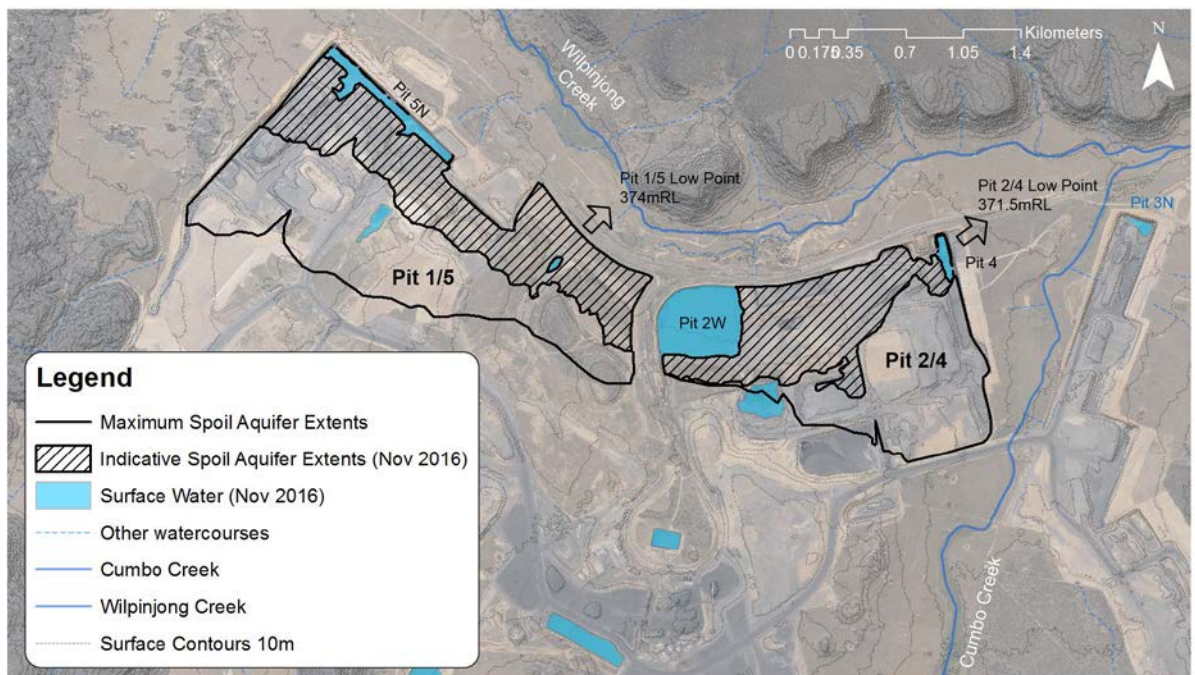 Kilometers
0 0.175 0.35 0.7 1.05 1.4
N
Wilpinjong
Creek
Pit 5N
Pit 1/5 Low Point
374mRL
Pit 2/4 Low Point
371.5mRL
Pit 3N
Pit 1/5
Pit 4
Pit 2W
Pit 2/4
Cumbo Creek
Legend
Maximum Spoil Aquifer Extents
Indicative Spoil Aquifer Extents (Nov 2016)
Surface Water (Nov 2016)
Other watercourses
Cumbo Creek
Wilpinjong Creek
Surface Contours 10m